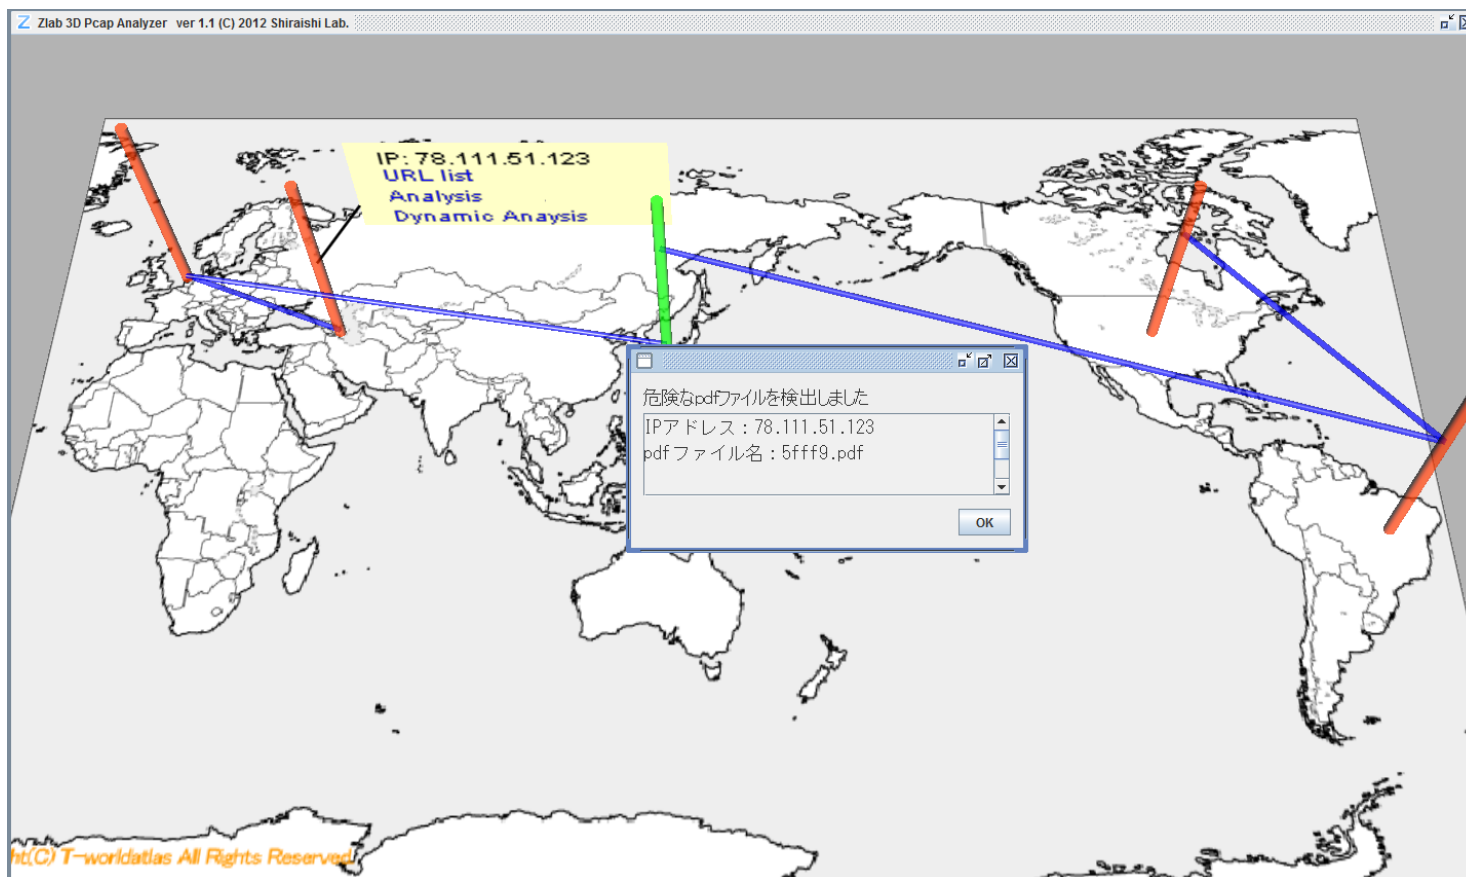 Zlab 3D Pcap Analyzer ver 1.1 (C) 2012 Shiraishi Lab.
IP: 78.111.51.123
URL list
Analysis
Dynamic Anaysis
危険なpdfファイルを検出しました
IPアドレス：78.111.51.123
pdfファイル名：5fff9.pdf
OK
ht(C) T-worldatlas All Rights Reserved